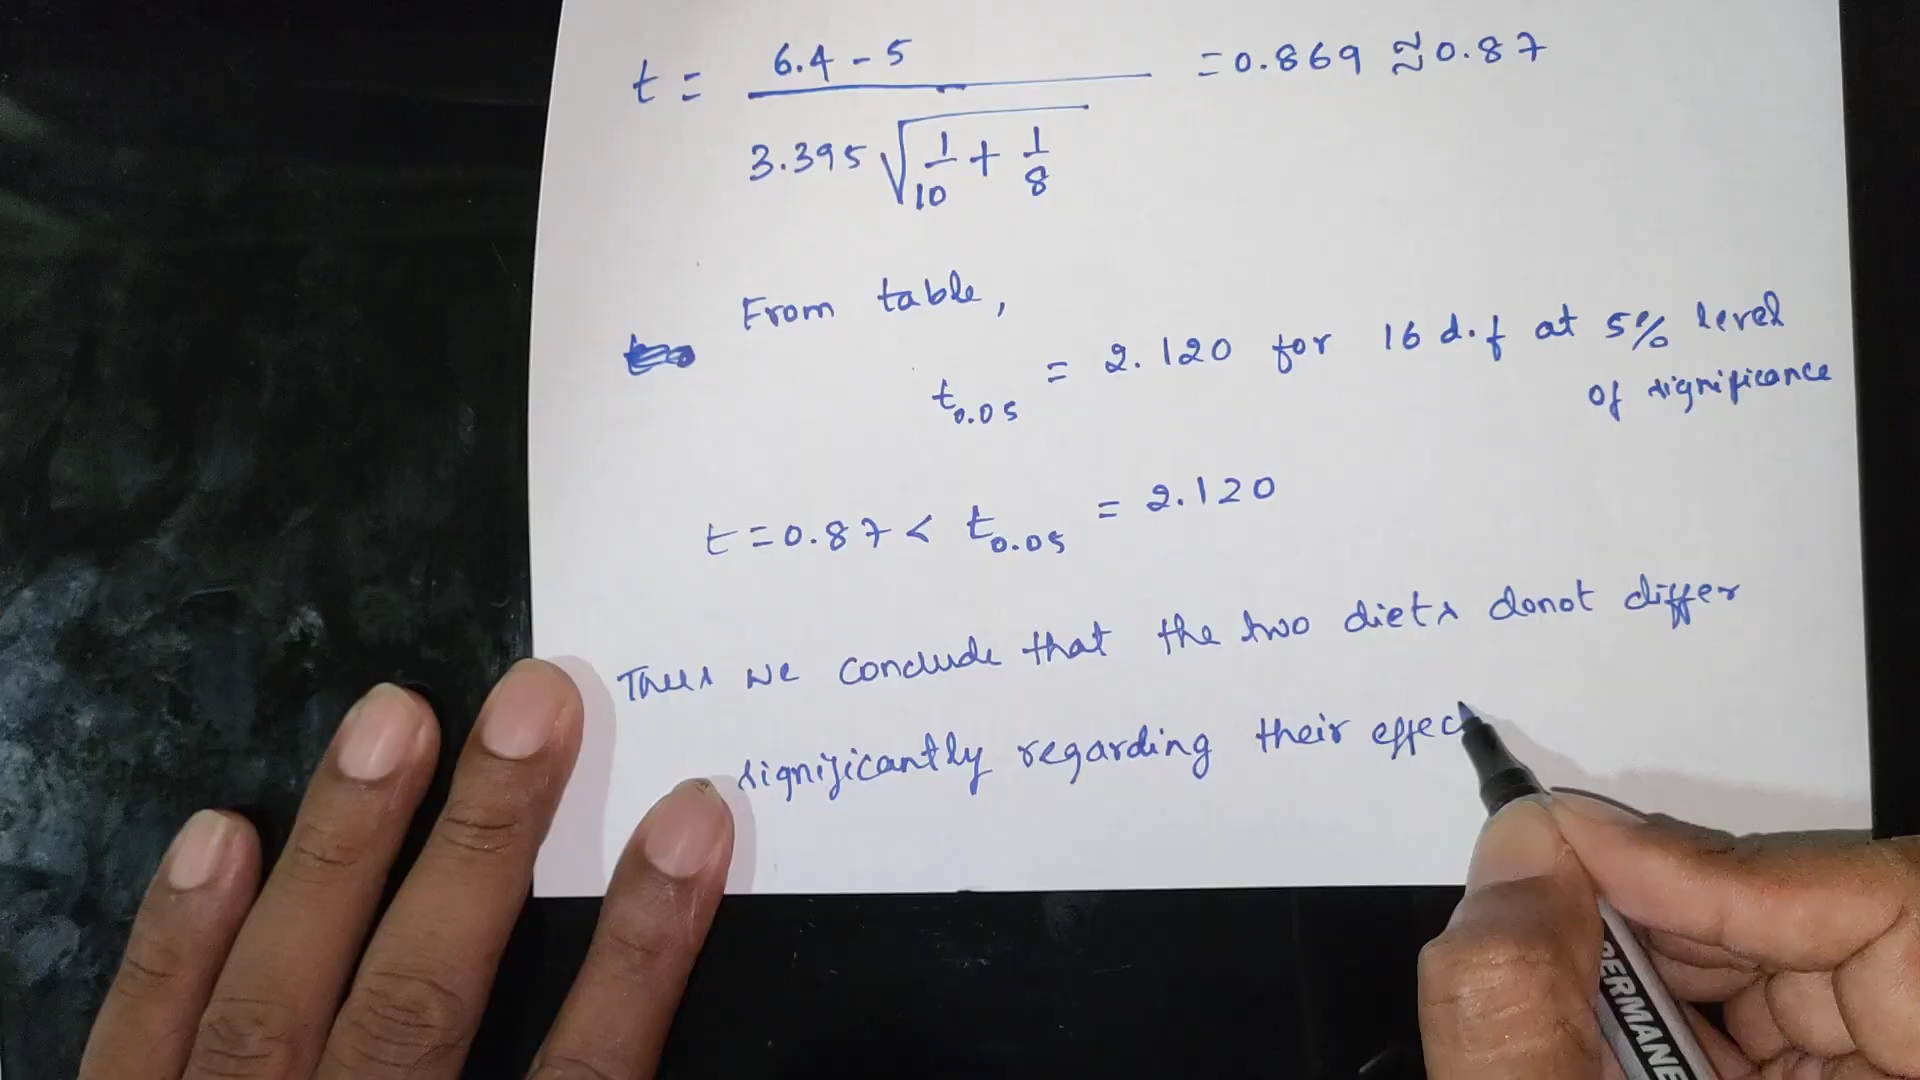 t = 6.4 - 5 / 3.395 √ 1/10 + 1/8 = 0.869 ≈ 0.87
From table,
t0.05 = 2.120 for 16 d.f at 5% level
of significance
t = 0.87 < t0.05 = 2.120
Thus we conclude that the two diets donot differ
significantly regarding their effec
PERMANE